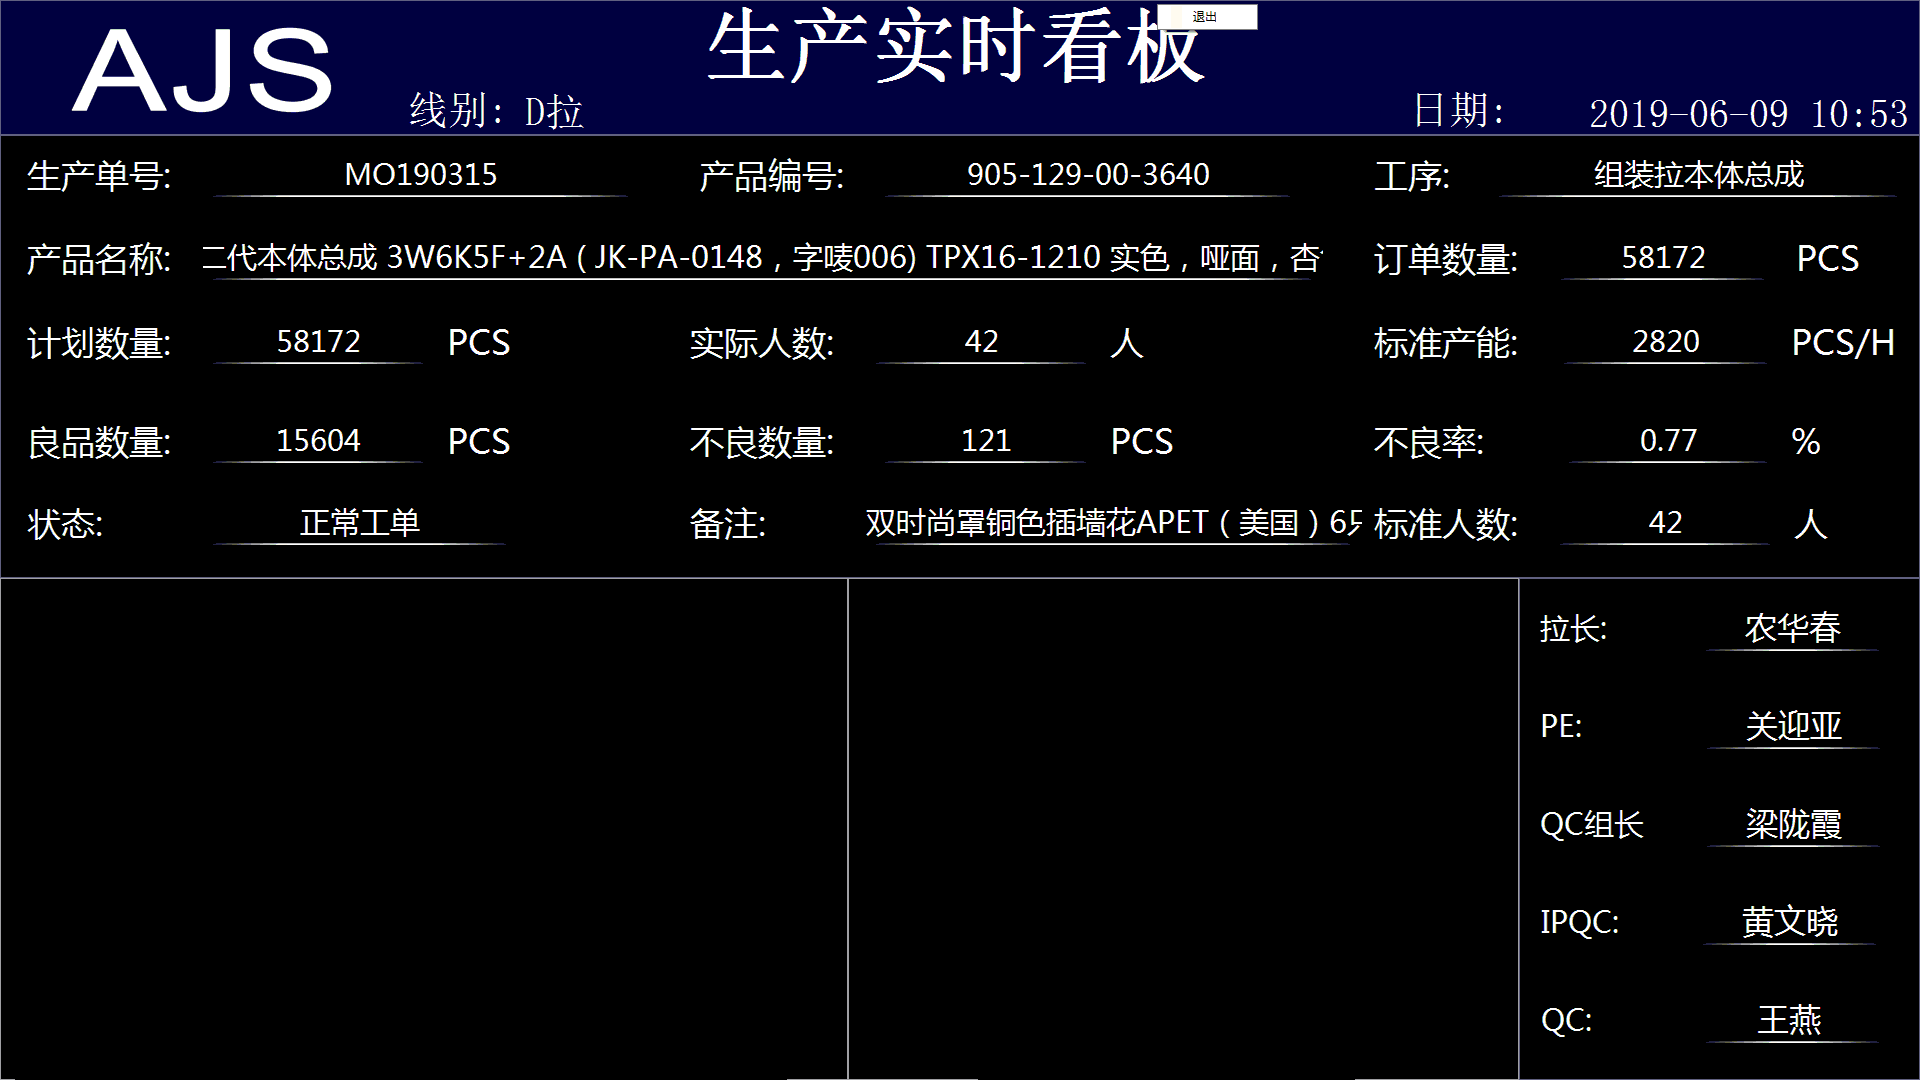 AJS
生产实时看板
退出
线别: D拉
日期: 2019-06-09 10:53
生产单号: MO190315 产品编号: 905-129-00-3640 工序: 组装拉本体总成
产品名称: 二代本体总成 3W6K5F+2A ( JK-PA-0148，字唛006) TPX16-1210 实色，哑面，杏 订单数量: 58172 PCS
计划数量: 58172 PCS 实际人数: 42 人 标准产能: 2820 PCS/H
良品数量: 15604 PCS 不良数量: 121 PCS 不良率: 0.77 %
状态: 正常工单 备注: 双时尚罩铜色插墙花APET（美国）6 标准人数: 42 人
拉长: 农华春
PE: 关迎亚
QC组长 梁陇霞
IPQC: 黄文晓
QC: 王燕